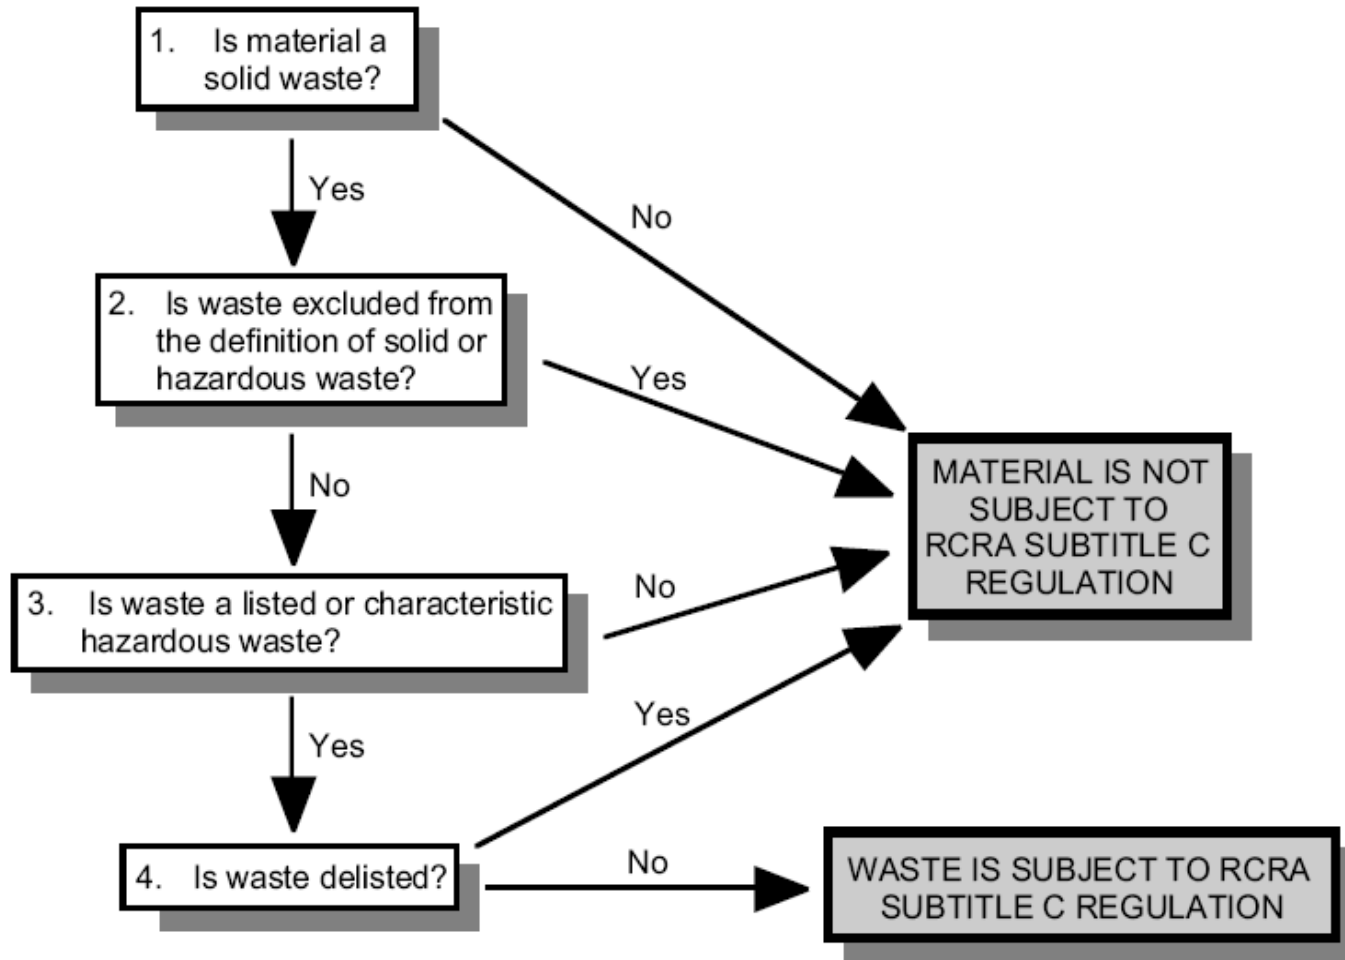 1. Is material a
solid waste?
Yes
No
2. Is waste excluded from
the definition of solid or
hazardous waste?
Yes
No
MATERIAL IS NOT
SUBJECT TO
RCRA SUBTITLE C
REGULATION
3. Is waste a listed or characteristic
hazardous waste?
No
Yes
Yes
4. Is waste delisted?
No
WASTE IS SUBJECT TO RCRA
SUBTITLE C REGULATION